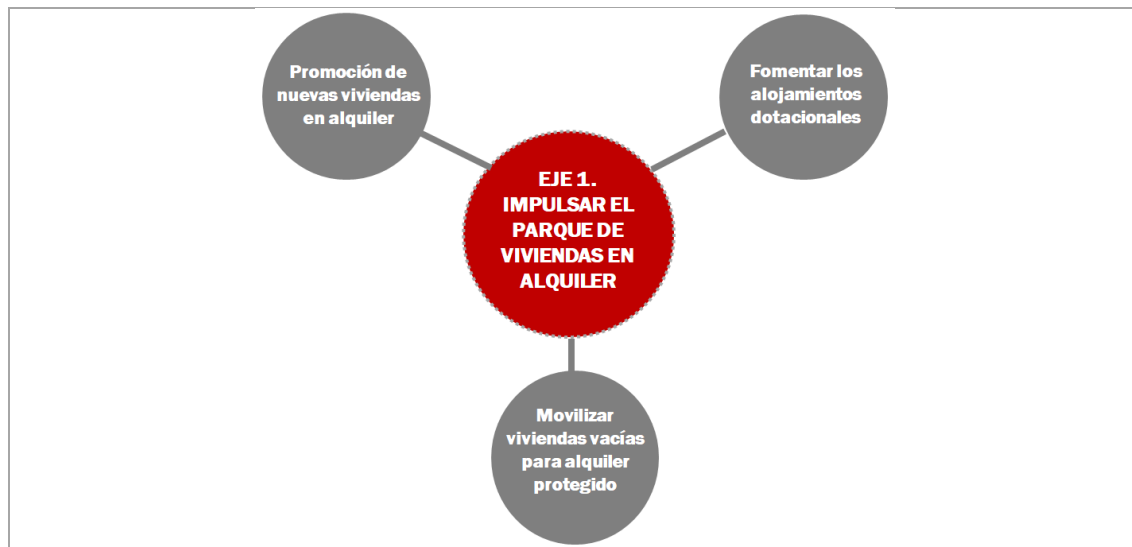 Promoción de
nuevas viviendas
en alquiler
Fomentar los
alojamientos
dotacionales
EJE 1.
IMPULSAR EL
PARQUE DE
VIVIENDAS EN
ALQUILER
Movilizar
viviendas vacías
para alquiler
protegido